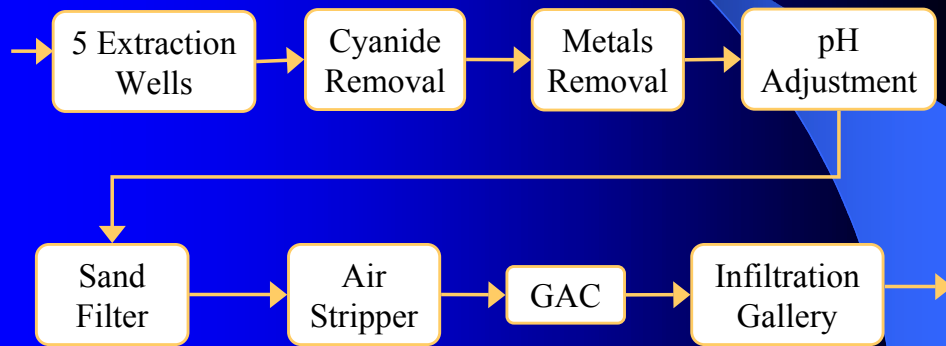 5 Extraction
Wells
Cyanide
Removal
Metals
Removal
pH
Adjustment
Sand
Filter
Air
Stripper
GAC
Infiltration
Gallery